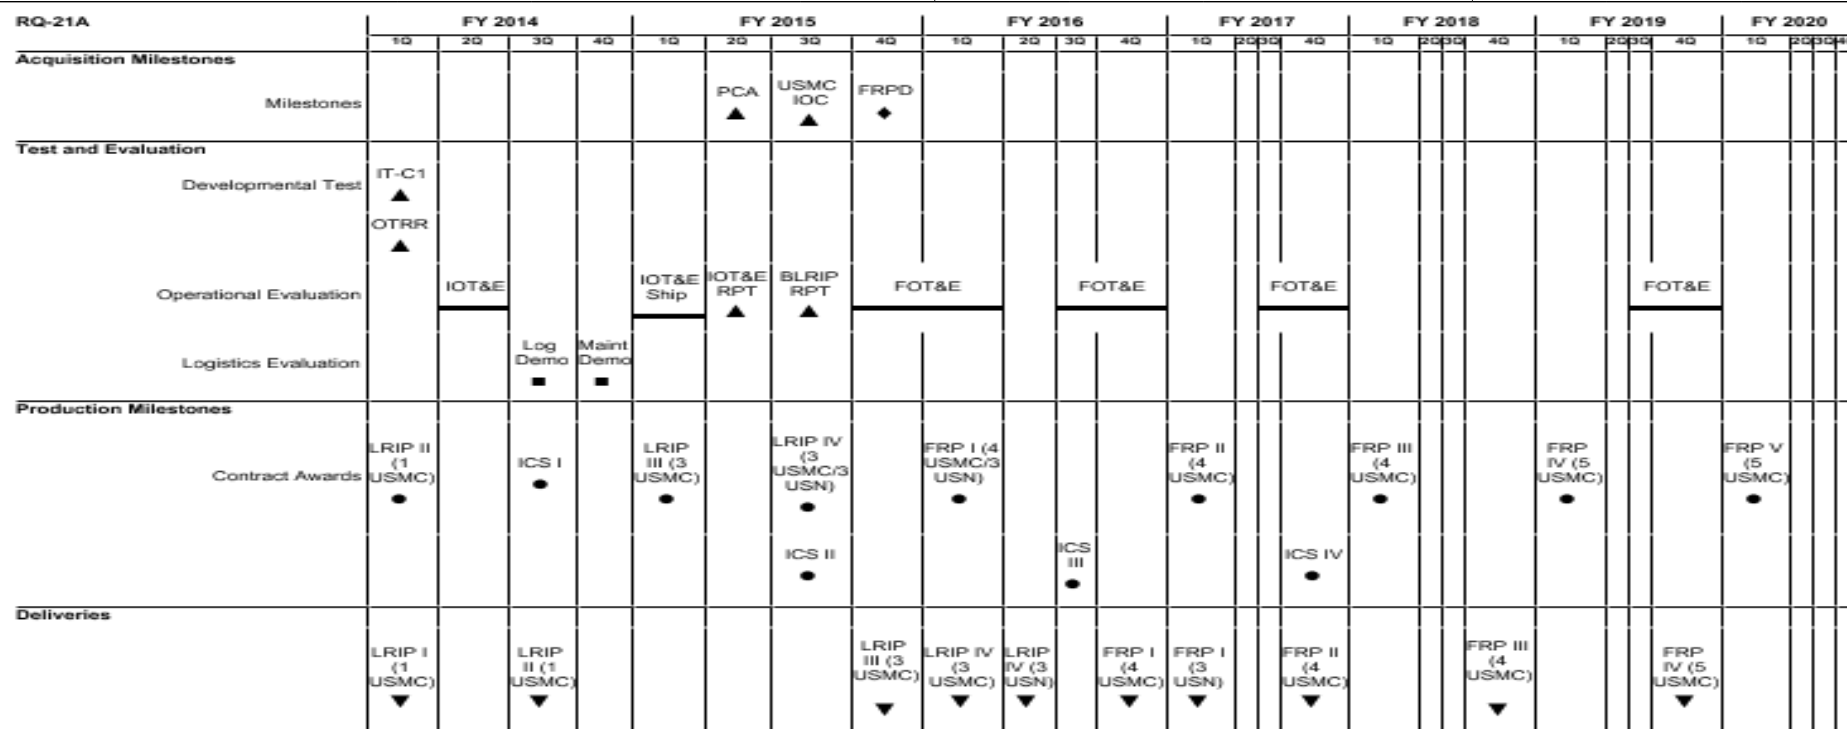 RQ-21A FY 2014 FY 2015 FY 2016 FY 2017 FY 2018 FY 2019 FY 2020
1Q 2Q 3Q 4Q 1Q 2Q 3Q 4Q 1Q 2Q 3Q 4Q 1Q 2Q 3Q 4Q 1Q 2Q 3Q 4Q 1Q 2Q 3Q 4Q 1Q 2Q 3Q
Acquisition Milestones
Milestones
PCA
USMC
IOC
FRPD
Test and Evaluation
Developmental Test
IT-C1
OTRR
Operational Evaluation
IOT&E
IOT&E
Ship
IOT&E
RPT
BLRIP
RPT
FOT&E
FOT&E
FOT&E
FOT&E
Logistics Evaluation
Log
Demo
Maint
Demo
Production Milestones
Contract Awards
LRIP II
(1
USMC)
ICS I
LRIP
III (3
USMC)
LRIP IV
(3
USMC/3
USN)
FRP I (4
USMC/3
USN)
FRP II
(4
USMC)
FRP III
(4
USMC)
FRP
IV (5
USMC)
FRP V
(5
USMC)
ICS II
ICS
III
ICS IV
Deliveries
LRIP I
(1
USMC)
LRIP
II (1
USMC)
LRIP
III (3
USMC)
LRIP IV
(3
USMC)
LRIP
IV (3
USN)
FRP I
(4
USMC)
FRP I
(3
USN)
FRP II
(4
USMC)
FRP III
(4
USMC)
FRP
IV (5
USMC)